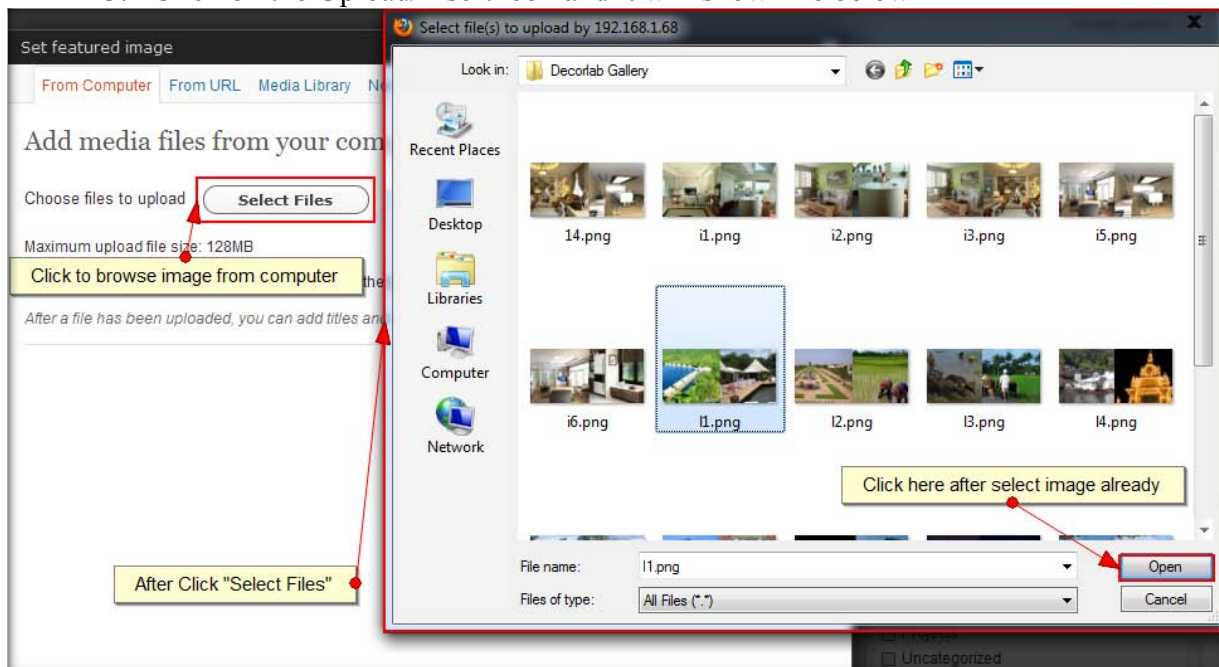 Set featured image
From Computer From URL Media Library
Add media files from your com
Choose files to upload Select Files
Maximum upload file size: 128MB
Click to browse image from computer
the
After a file has been uploaded, you can add titles and
After Click "Select Files"
Select file(s) to upload by 192.168.1.68
Look in: Decorlab Gallery
Recent Places
Desktop
Libraries
Computer
Network
14.png i1.png i2.png i3.png i5.png
i6.png l1.png l2.png l3.png l4.png
Click here after select image already
File name: l1.png Open
Files of type: All Files (*.*) Cancel
Projects
Uncategorized